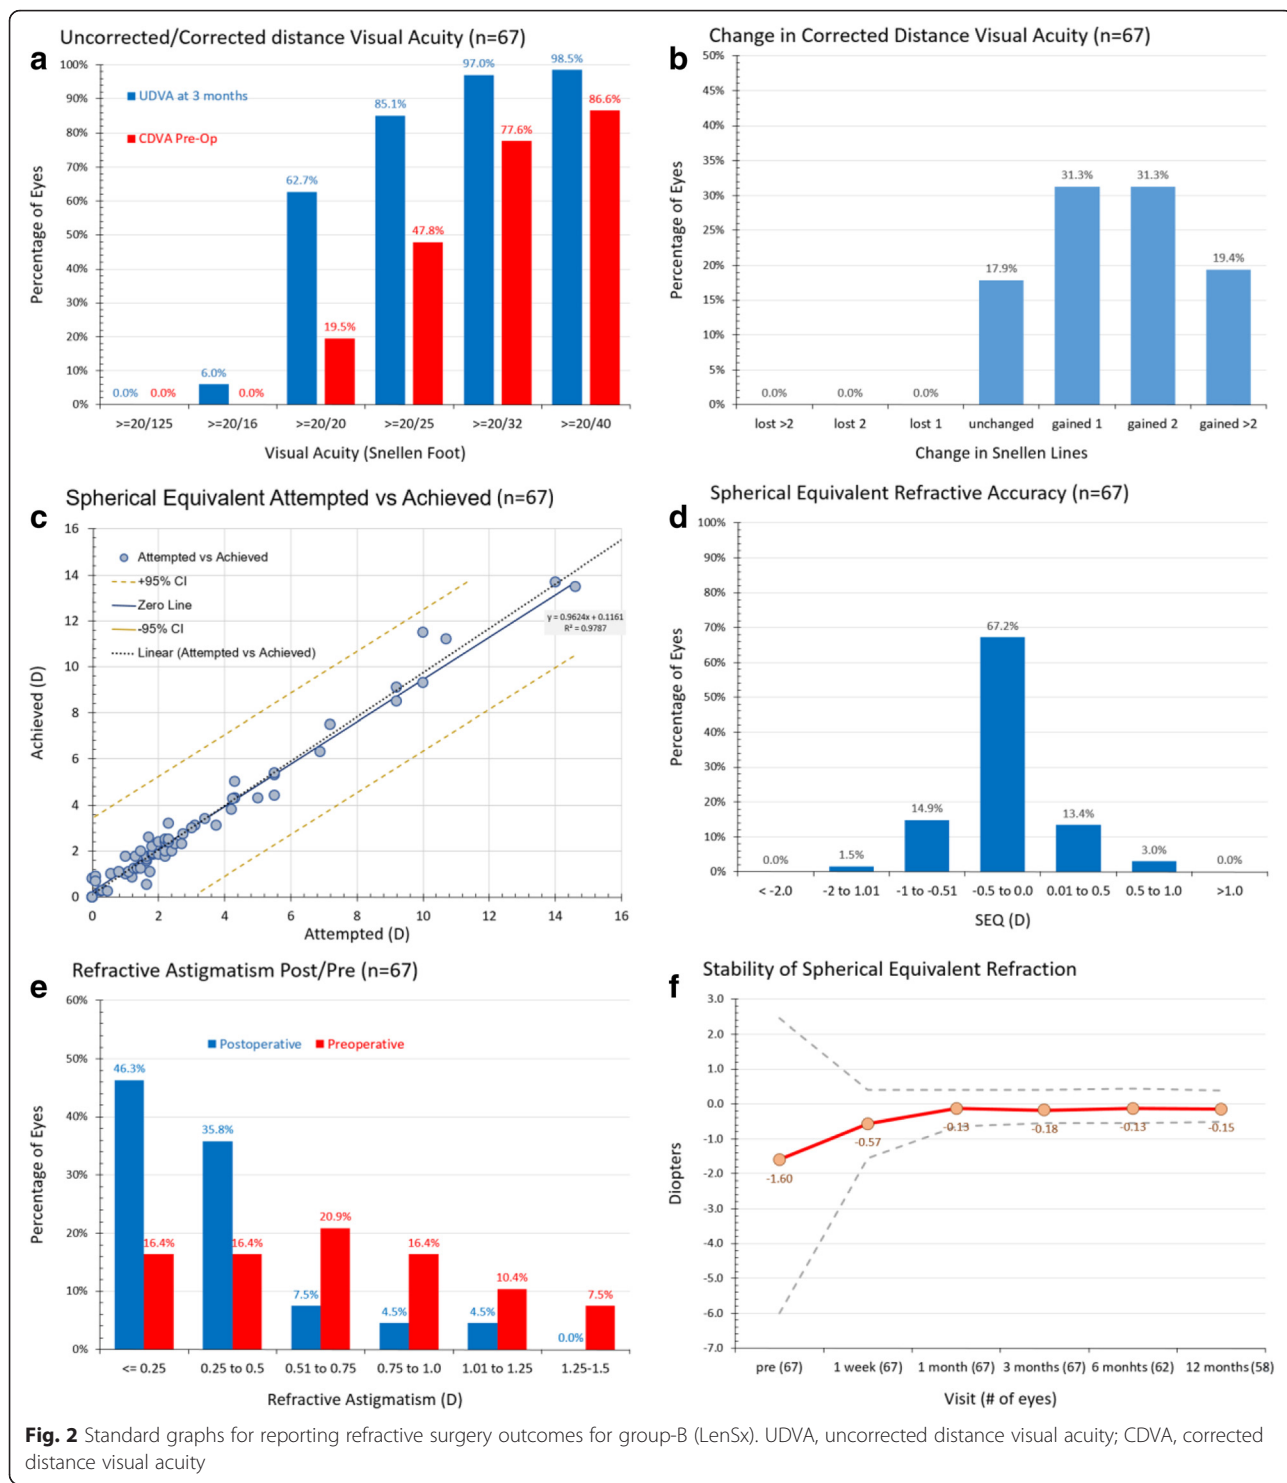 a
Uncorrected/Corrected distance Visual Acuity (n=67)
100%
90%
80%
70%
60%
50%
40%
30%
20%
10%
0%
Percentage of Eyes
UDVA at 3 months
CDVA Pre-Op
0.0% 0.0%
6.0% 0.0%
62.7% 19.5%
85.1% 47.8%
97.0% 77.6%
98.5% 86.6%
>=20/125 >=20/16 >=20/20 >=20/25 >=20/32 >=20/40
Visual Acuity (Snellen Foot)
b
Change in Corrected Distance Visual Acuity (n=67)
50%
45%
40%
35%
30%
25%
20%
15%
10%
5%
0%
Percentage of Eyes
0.0% 0.0% 0.0% 17.9% 31.3% 31.3% 19.4%
lost >2 lost 2 lost 1 unchanged gained 1 gained 2 gained >2
Change in Snellen Lines
c
Spherical Equivalent Attempted vs Achieved (n=67)
16
14
12
10
8
6
4
2
0
Achieved (D)
Attempted vs Achieved
+95% CI
Zero Line
-95% CI
Linear (Attempted vs Achieved)
y = 0.9624x + 0.1161
R² = 0.9787
0 2 4 6 8 10 12 14 16
Attempted (D)
d
Spherical Equivalent Refractive Accuracy (n=67)
100%
90%
80%
70%
60%
50%
40%
30%
20%
10%
0%
Percentage of Eyes
0.0% 1.5% 14.9% 67.2% 13.4% 3.0% 0.0%
< -2.0 -2 to 1.01 -1 to -0.51 -0.5 to 0.0 0.01 to 0.5 0.5 to 1.0 >1.0
SEQ (D)
e
Refractive Astigmatism Post/Pre (n=67)
60%
50%
40%
30%
20%
10%
0%
Percentage of Eyes
Postoperative Preoperative
46.3% 16.4%
35.8% 16.4%
7.5% 20.9%
4.5% 16.4%
4.5% 10.4%
0.0% 7.5%
<= 0.25 0.25 to 0.5 0.51 to 0.75 0.75 to 1.0 1.01 to 1.25 1.25-1.5
Refractive Astigmatism (D)
f
Stability of Spherical Equivalent Refraction
3.0
2.0
1.0
0.0
-1.0
-2.0
-3.0
-4.0
-5.0
-6.0
-7.0
Diopters
-1.60 -0.57 -0.13 -0.18 -0.13 -0.15
pre (67) 1 week (67) 1 month (67) 3 months (67) 6 monhts (62) 12 months (58)
Visit (# of eyes)
Fig. 2 Standard graphs for reporting refractive surgery outcomes for group-B (LenSx). UDVA, uncorrected distance visual acuity; CDVA, corrected
distance visual acuity